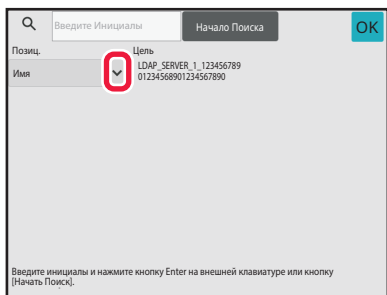 Введите Инициалы
Начало Поиска
OK
Позиц.
Цель
Имя
LDAP_SERVER_1_123456789
01234568901234567890
Введите инициалы и нажмите кнопку Enter на внешней клавиатуре или кнопку
[Начать Поиск].